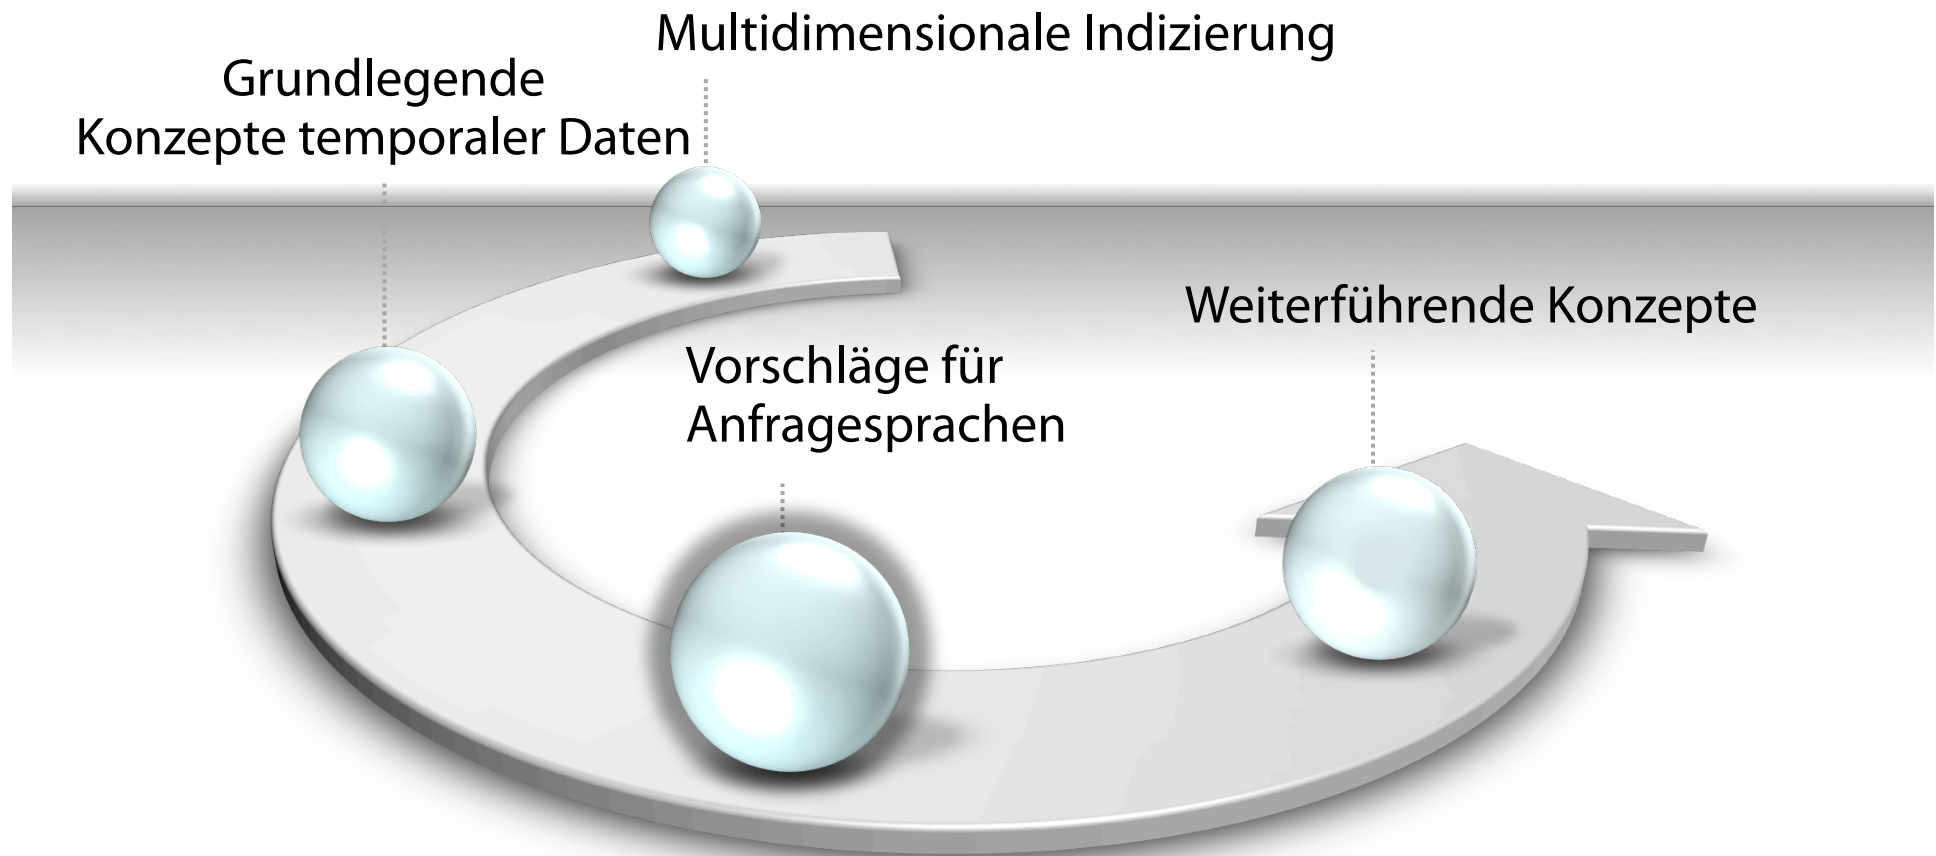 Multidimensionale Indizierung
Grundlegende
Konzepte temporaler Daten
Weiterführende Konzepte
Vorschläge für
Anfragesprachen